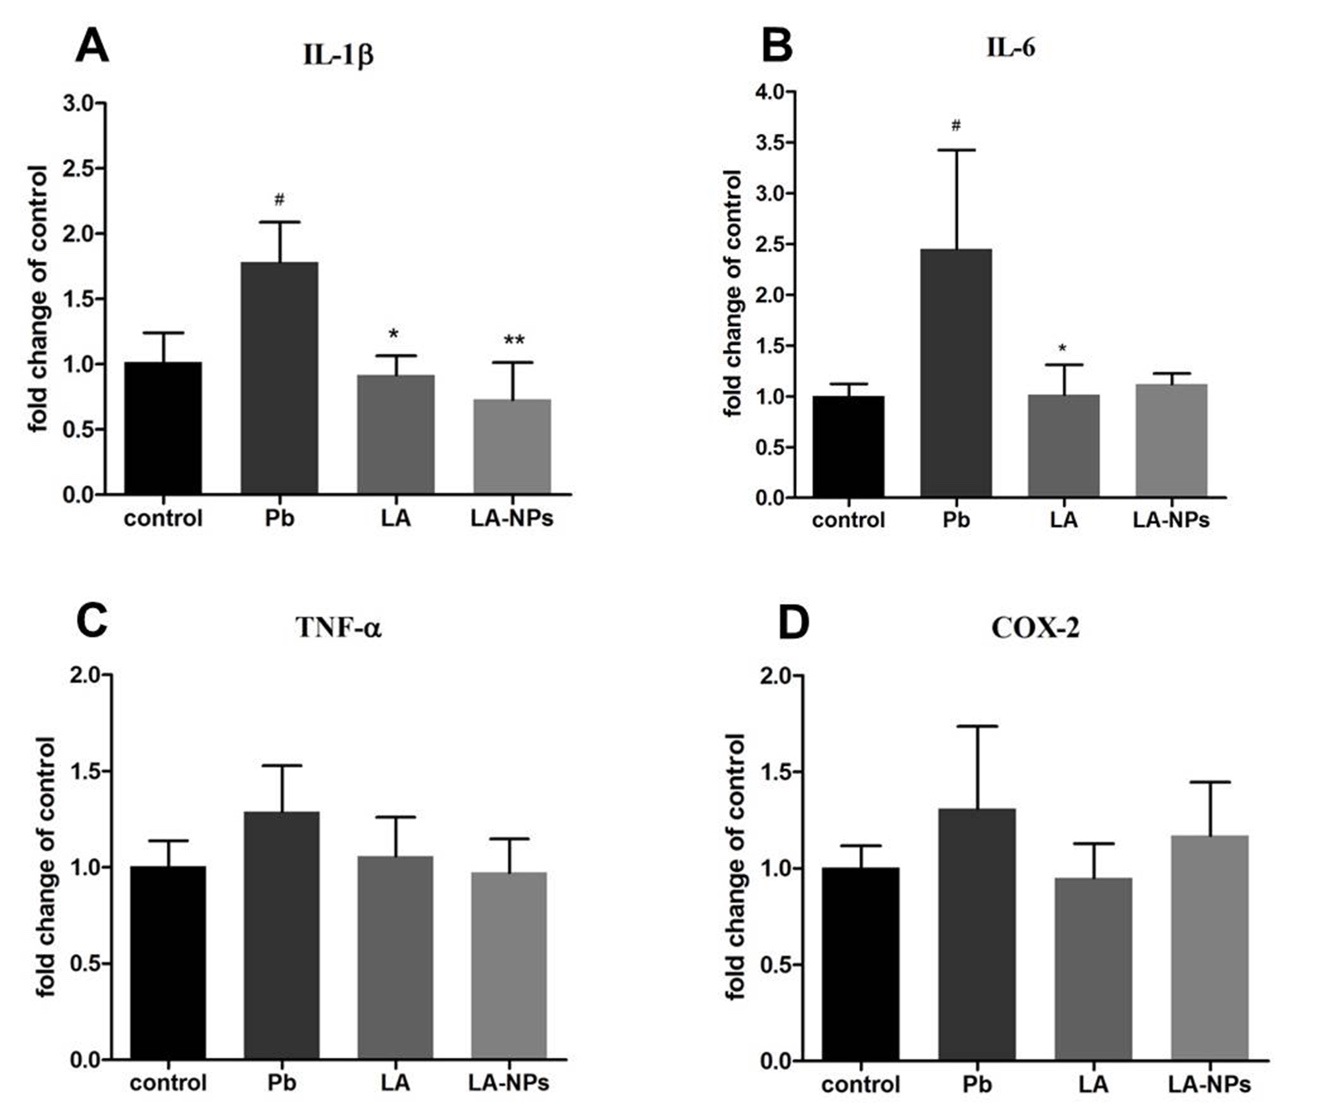 A
IL-1β
fold change of control
3.0
2.5
2.0
1.5
1.0
0.5
0.0
#
*
**
control Pb LA LA-NPs
B
IL-6
fold change of control
4.0
3.5
3.0
2.5
2.0
1.5
1.0
0.5
0.0
#
*
control Pb LA LA-NPs
C
TNF-α
fold change of control
2.0
1.5
1.0
0.5
0.0
control Pb LA LA-NPs
D
COX-2
fold change of control
2.0
1.5
1.0
0.5
0.0
control Pb LA LA-NPs